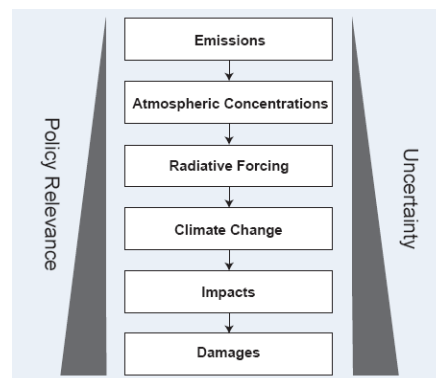 Emissions
Atmospheric Concentrations
Radiative Forcing
Climate Change
Impacts
Damages
Policy Relevance
Uncertainty